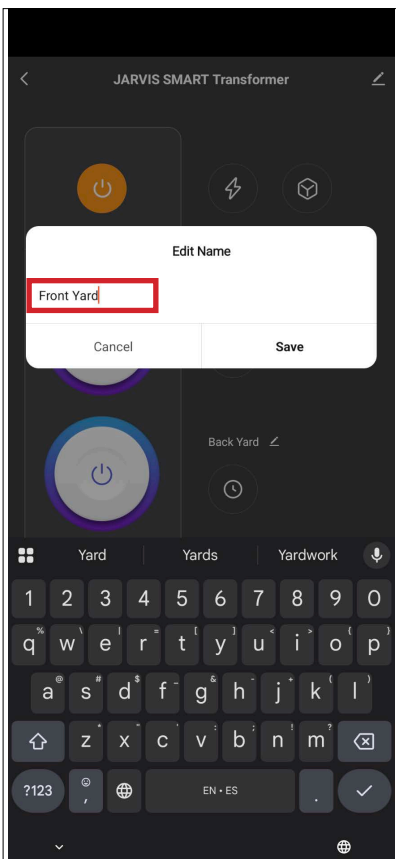 JARVIS SMART Transformer
Edit Name
Front Yard
Cancel Save
Back Yard
Yard Yards Yardwork
1 2 3 4 5 6 7 8 9 0
% \ | = [ ] < > { }
q w e r t y u i o p
@ # $ - & - + ( )
a s d f g h j k l
* " ' : ; ! ?
z x c v b n m
?123 , EN • ES .